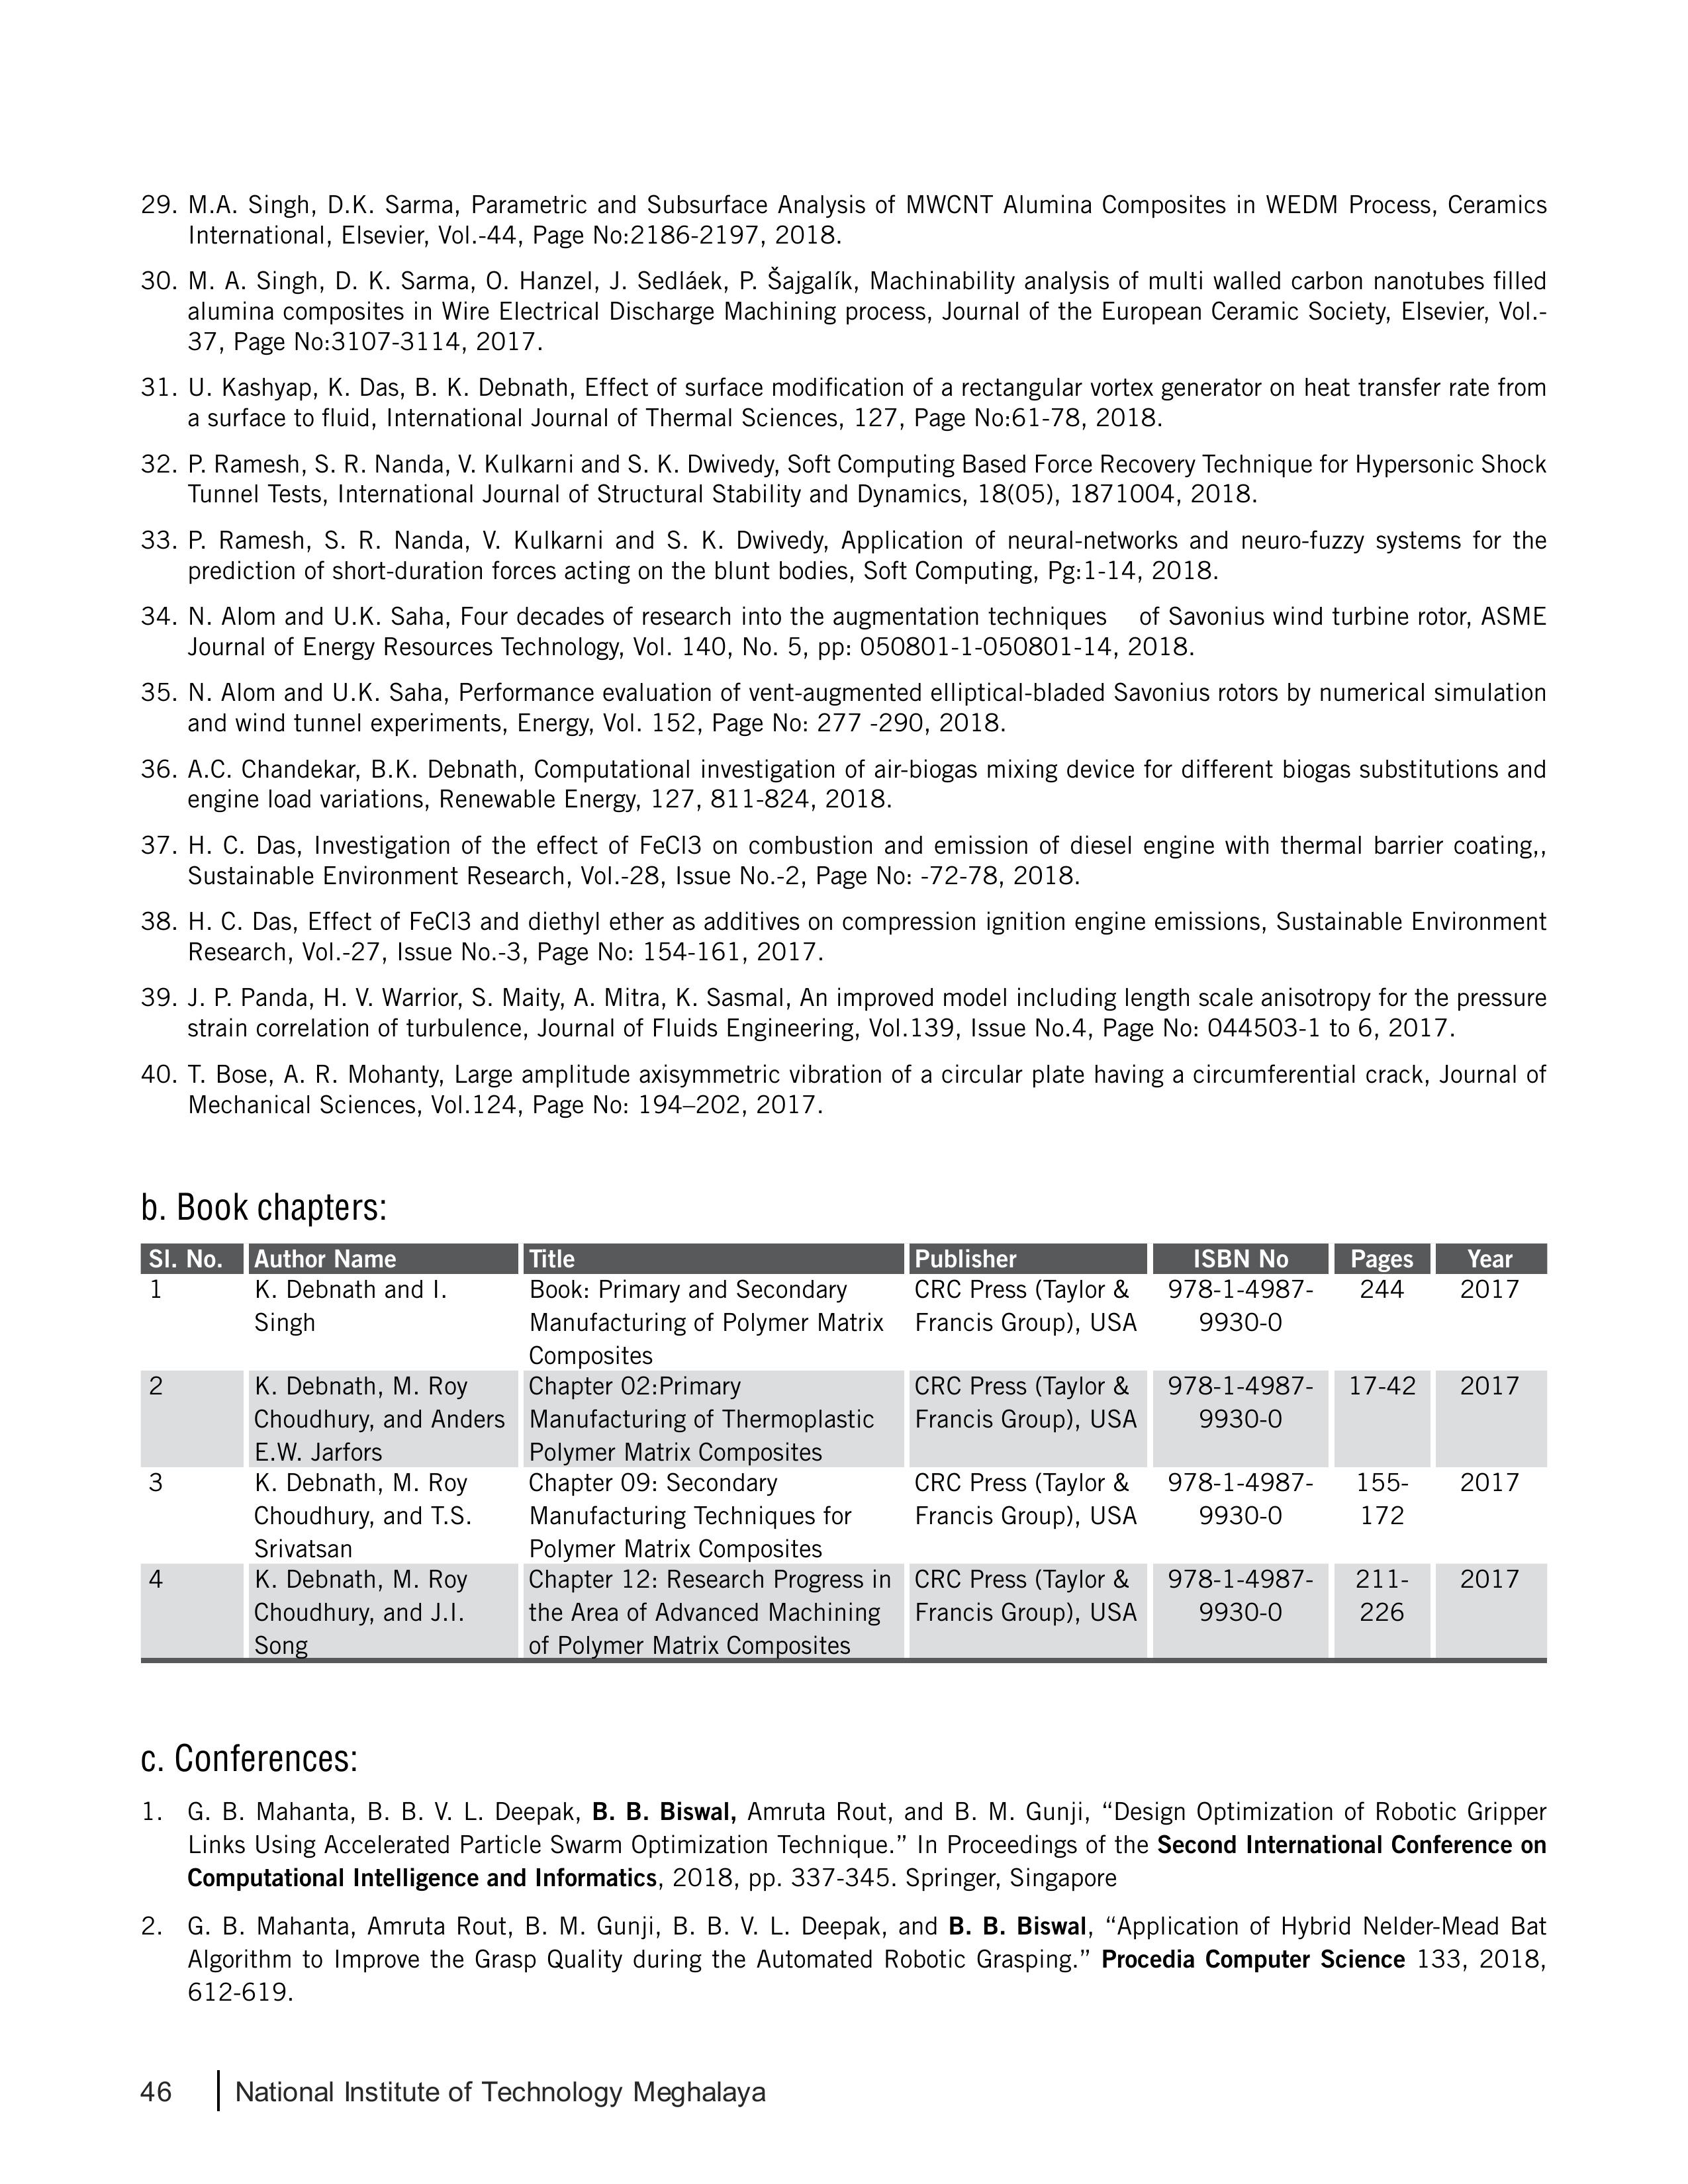 29. M.A. Singh, D.K. Sarma, Parametric and Subsurface Analysis of MWCNT Alumina Composites in WEDM Process, Ceramics
International, Elsevier, Vol.-44, Page No:2186-2197, 2018.
30. M. A. Singh, D. K. Sarma, O. Hanzel, J. Sedláek, P. Šajgalík, Machinability analysis of multi walled carbon nanotubes filled
alumina composites in Wire Electrical Discharge Machining process, Journal of the European Ceramic Society, Elsevier, Vol.-
37, Page No:3107-3114, 2017.
31. U. Kashyap, K. Das, B. K. Debnath, Effect of surface modification of a rectangular vortex generator on heat transfer rate from
a surface to fluid, International Journal of Thermal Sciences, 127, Page No:61-78, 2018.
32. P. Ramesh, S. R. Nanda, V. Kulkarni and S. K. Dwivedy, Soft Computing Based Force Recovery Technique for Hypersonic Shock
Tunnel Tests, International Journal of Structural Stability and Dynamics, 18(05), 1871004, 2018.
33. P. Ramesh, S. R. Nanda, V. Kulkarni and S. K. Dwivedy, Application of neural-networks and neuro-fuzzy systems for the
prediction of short-duration forces acting on the blunt bodies, Soft Computing, Pg:1-14, 2018.
34. N. Alom and U.K. Saha, Four decades of research into the augmentation techniques of Savonius wind turbine rotor, ASME
Journal of Energy Resources Technology, Vol. 140, No. 5, pp: 050801-1-050801-14, 2018.
35. N. Alom and U.K. Saha, Performance evaluation of vent-augmented elliptical-bladed Savonius rotors by numerical simulation
and wind tunnel experiments, Energy, Vol. 152, Page No: 277 -290, 2018.
36. A.C. Chandekar, B.K. Debnath, Computational investigation of air-biogas mixing device for different biogas substitutions and
engine load variations, Renewable Energy, 127, 811-824, 2018.
37. H. C. Das, Investigation of the effect of FeCl3 on combustion and emission of diesel engine with thermal barrier coating,,
Sustainable Environment Research, Vol.-28, Issue No.-2, Page No: -72-78, 2018.
38. H. C. Das, Effect of FeCl3 and diethyl ether as additives on compression ignition engine emissions, Sustainable Environment
Research, Vol.-27, Issue No.-3, Page No: 154-161, 2017.
39. J. P. Panda, H. V. Warrior, S. Maity, A. Mitra, K. Sasmal, An improved model including length scale anisotropy for the pressure
strain correlation of turbulence, Journal of Fluids Engineering, Vol.139, Issue No.4, Page No: 044503-1 to 6, 2017.
40. T. Bose, A. R. Mohanty, Large amplitude axisymmetric vibration of a circular plate having a circumferential crack, Journal of
Mechanical Sciences, Vol.124, Page No: 194–202, 2017.
b. Book chapters:
Sl. No. Author Name Title Publisher ISBN No Pages Year
1 K. Debnath and I. Book: Primary and Secondary CRC Press (Taylor & 978-1-4987- 244 2017
Singh Manufacturing of Polymer Matrix Francis Group), USA 9930-0
Composites
2 K. Debnath, M. Roy Chapter 02:Primary CRC Press (Taylor & 978-1-4987- 17-42 2017
Choudhury, and Anders Manufacturing of Thermoplastic Francis Group), USA 9930-0
E.W. Jarfors Polymer Matrix Composites
3 K. Debnath, M. Roy Chapter 09: Secondary CRC Press (Taylor & 978-1-4987- 155- 2017
Choudhury, and T.S. Manufacturing Techniques for Francis Group), USA 9930-0 172
Srivatsan Polymer Matrix Composites
4 K. Debnath, M. Roy Chapter 12: Research Progress in CRC Press (Taylor & 978-1-4987- 211- 2017
Choudhury, and J.I. the Area of Advanced Machining Francis Group), USA 9930-0 226
Song of Polymer Matrix Composites
c. Conferences:
1. G. B. Mahanta, B. B. V. L. Deepak, B. B. Biswal, Amruta Rout, and B. M. Gunji, “Design Optimization of Robotic Gripper
Links Using Accelerated Particle Swarm Optimization Technique.” In Proceedings of the Second International Conference on
Computational Intelligence and Informatics, 2018, pp. 337-345. Springer, Singapore
2. G. B. Mahanta, Amruta Rout, B. M. Gunji, B. B. V. L. Deepak, and B. B. Biswal, “Application of Hybrid Nelder-Mead Bat
Algorithm to Improve the Grasp Quality during the Automated Robotic Grasping.” Procedia Computer Science 133, 2018,
612-619.
46 National Institute of Technology Meghalaya